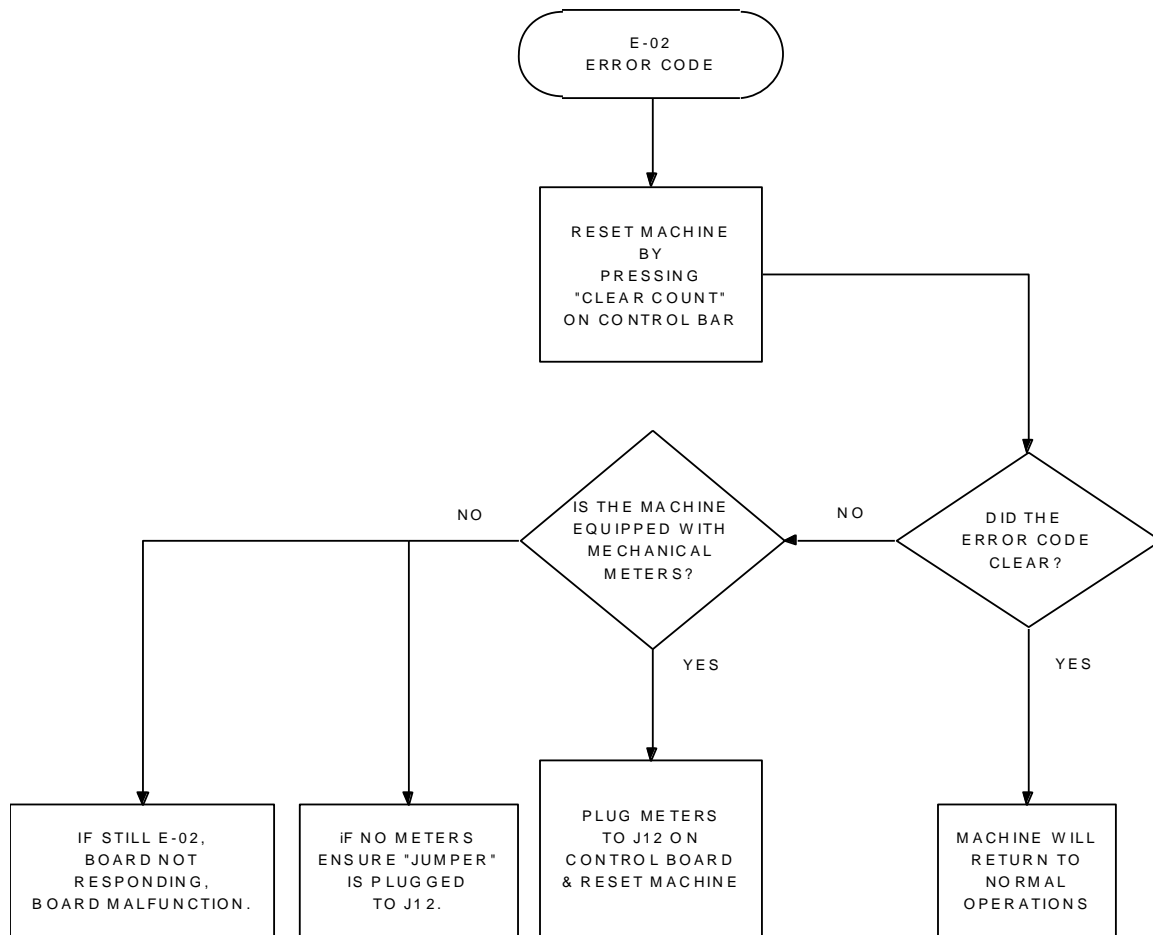 E-02
ERROR CODE
RESET MACHINE
BY
PRESSING
"CLEAR COUNT"
ON CONTROL BAR
IS THE MACHINE
EQUIPPED WITH
MECHANICAL
METERS?
NO
YES
DID THE
ERROR CODE
CLEAR?
NO
YES
IF STILL E-02,
BOARD NOT
RESPONDING,
BOARD MALFUNCTION.
iF NO METERS
ENSURE "JUMPER"
IS PLUGGED
TO J12.
PLUG METERS
TO J12 ON
CONTROL BOARD
& RESET MACHINE
MACHINE WILL
RETURN TO
NORMAL
OPERATIONS